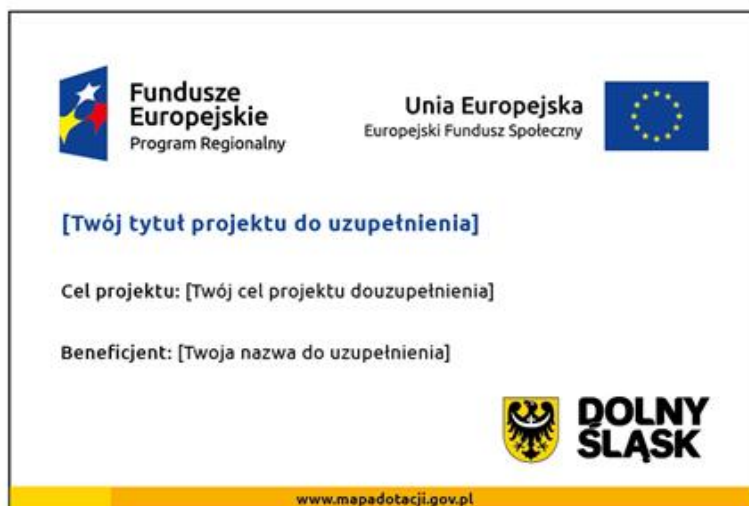 Fundusze
Europejskie
Program Regionalny
Unia Europejska
Europejski Fundusz Społeczny
[Twój tytuł projektu do uzupełnienia]
Cel projektu: [Twój cel projektu douzupełnienia]
Beneficjent: [Twoja nazwa do uzupełnienia]
DOLNY
ŚLĄSK
www.mapadotacji.gov.pl